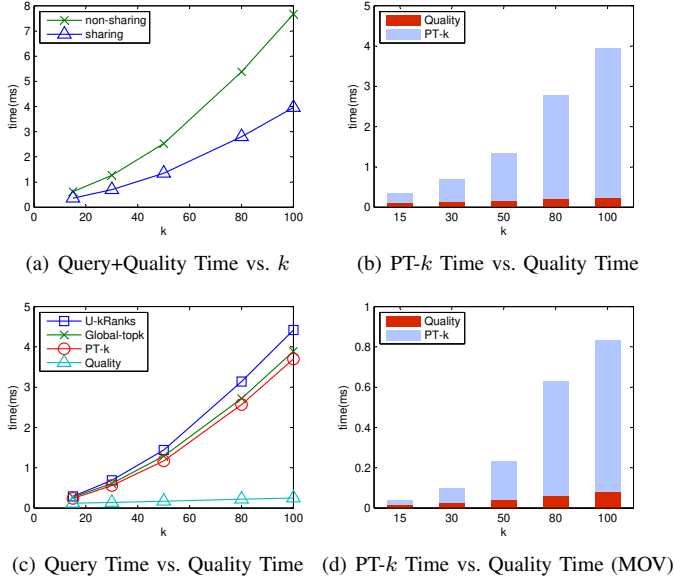 8
7
6
5
4
3
2
1
0
time(ms)
non-sharing
sharing
0 20 40 60 80 100
k
(a) Query+Quality Time vs. k
5
4
3
2
1
0
time(ms)
Quality
PT-k
15 30 50 80 100
k
(b) PT-k Time vs. Quality Time
5
4
3
2
1
0
time(ms)
U-kRanks
Global-topk
PT-k
Quality
0 20 40 60 80 100
k
(c) Query Time vs. Quality Time
1
0.8
0.6
0.4
0.2
0
time(ms)
Quality
PT-k
15 30 50 80 100
k
(d) PT-k Time vs. Quality Time (MOV)